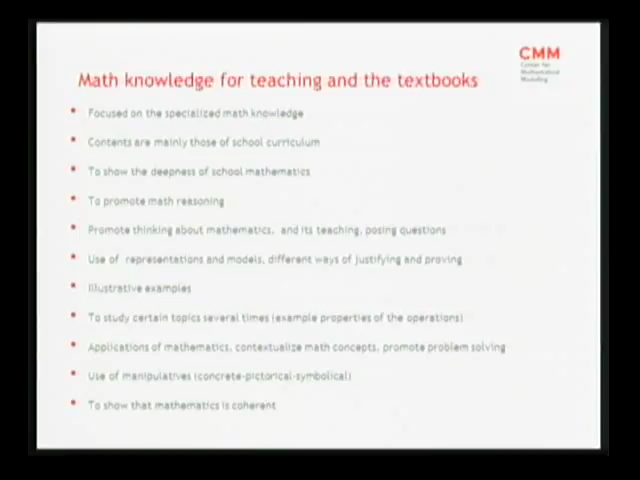 CMM
Center for
Mathematical
Modeling
Math knowledge for teaching and the textbooks
• Focused on the specialized math knowledge
• Contents are mainly those of school curriculum
• To show the deepness of school mathematics
• To promote math reasoning
• Promote thinking about mathematics, and its teaching, posing questions
• Use of representations and models, different ways of justifying and proving
• Illustrative examples
• To study certain topics several times (example properties of the operations)
• Applications of mathematics, contextualize math concepts, promote problem solving
• Use of manipulatives (concrete-pictorical-symbolical)
• To show that mathematics is coherent